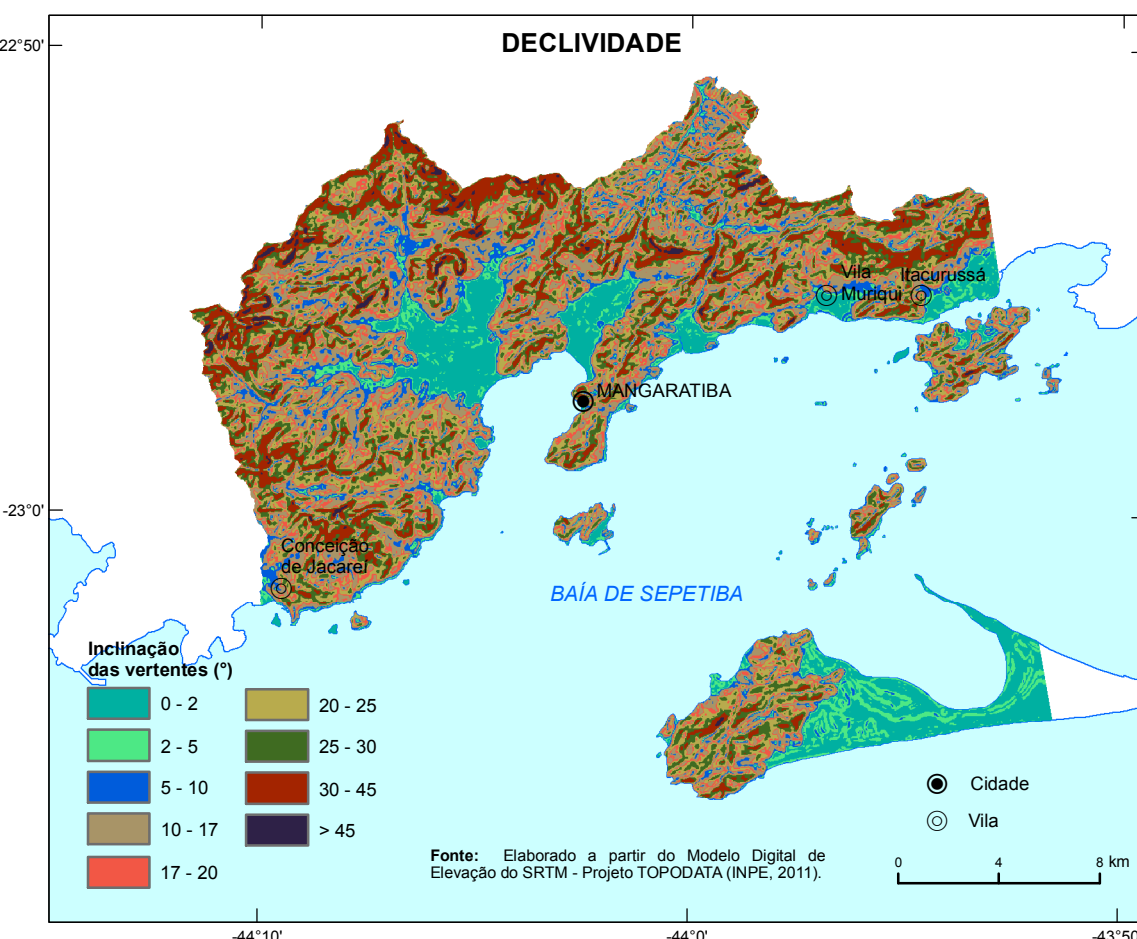 DECLIVIDADE
22°50'
Vila
Muriqui
Itacurussá
MANGARATIBA
-23°0'
Conceição
de Jacareí
BAÍA DE SEPETIBA
Inclinação
das vertentes (°)
0 - 2
2 - 5
5 - 10
10 - 17
17 - 20
20 - 25
25 - 30
30 - 45
> 45
Cidade
Vila
Fonte: Elaborado a partir do Modelo Digital de
Elevação do SRTM - Projeto TOPODATA (INPE, 2011).
0 4 8 km
-44°10' -44°0' -43°50